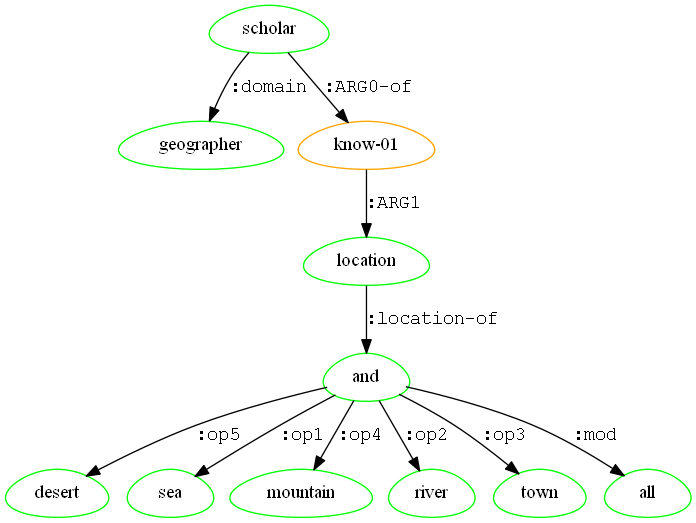 scholar
:domain :ARG0-of
geographer know-01
:ARG1
location
:location-of
and
:op5 :op1 :op4 :op2 :op3 :mod
desert sea mountain river town all